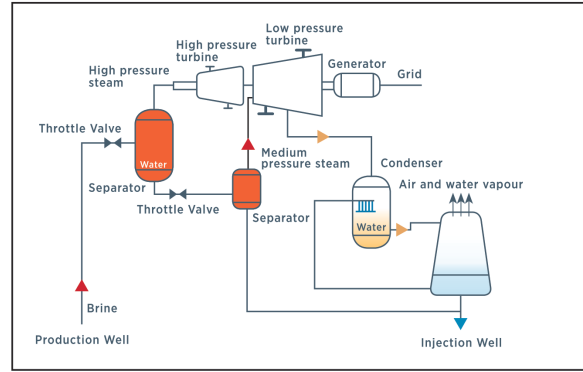 Low pressure
turbine
High pressure
turbine
Generator
High pressure
steam
Grid
Throttle Valve
Medium
pressure steam
Condenser
Water
Air and water vapour
Separator
Throttle Valve
Separator
Water
Brine
Production Well
Injection Well